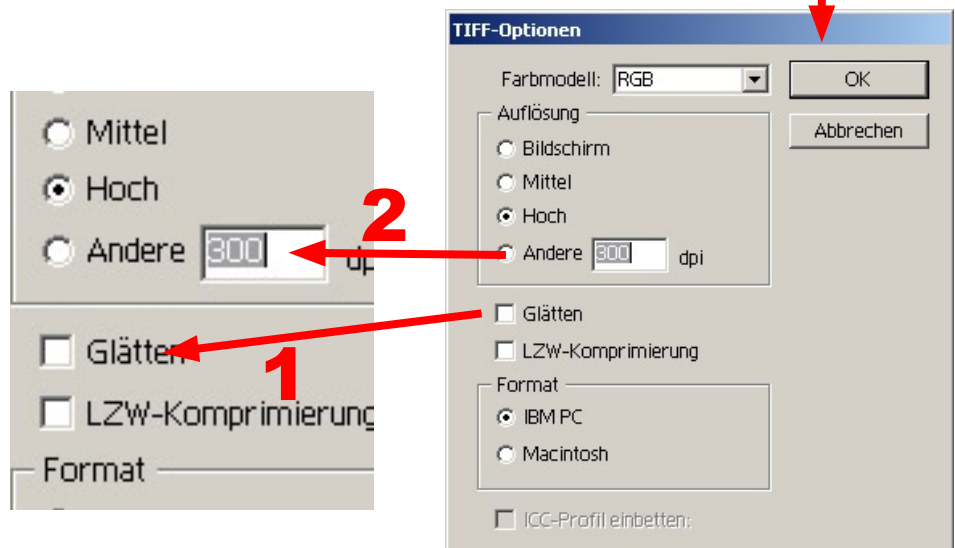 Mittel
Hoch
Andere 300 dp
Glätten
LZW-Komprimierung
Format
2
1
TIFF-Optionen
Farbmodell: RGB
OK
Abbrechen
Auflösung
Bildschirm
Mittel
Hoch
Andere 300 dpi
Glätten
LZW-Komprimierung
Format
IBM PC
Macintosh
ICC-Profil einbetten: